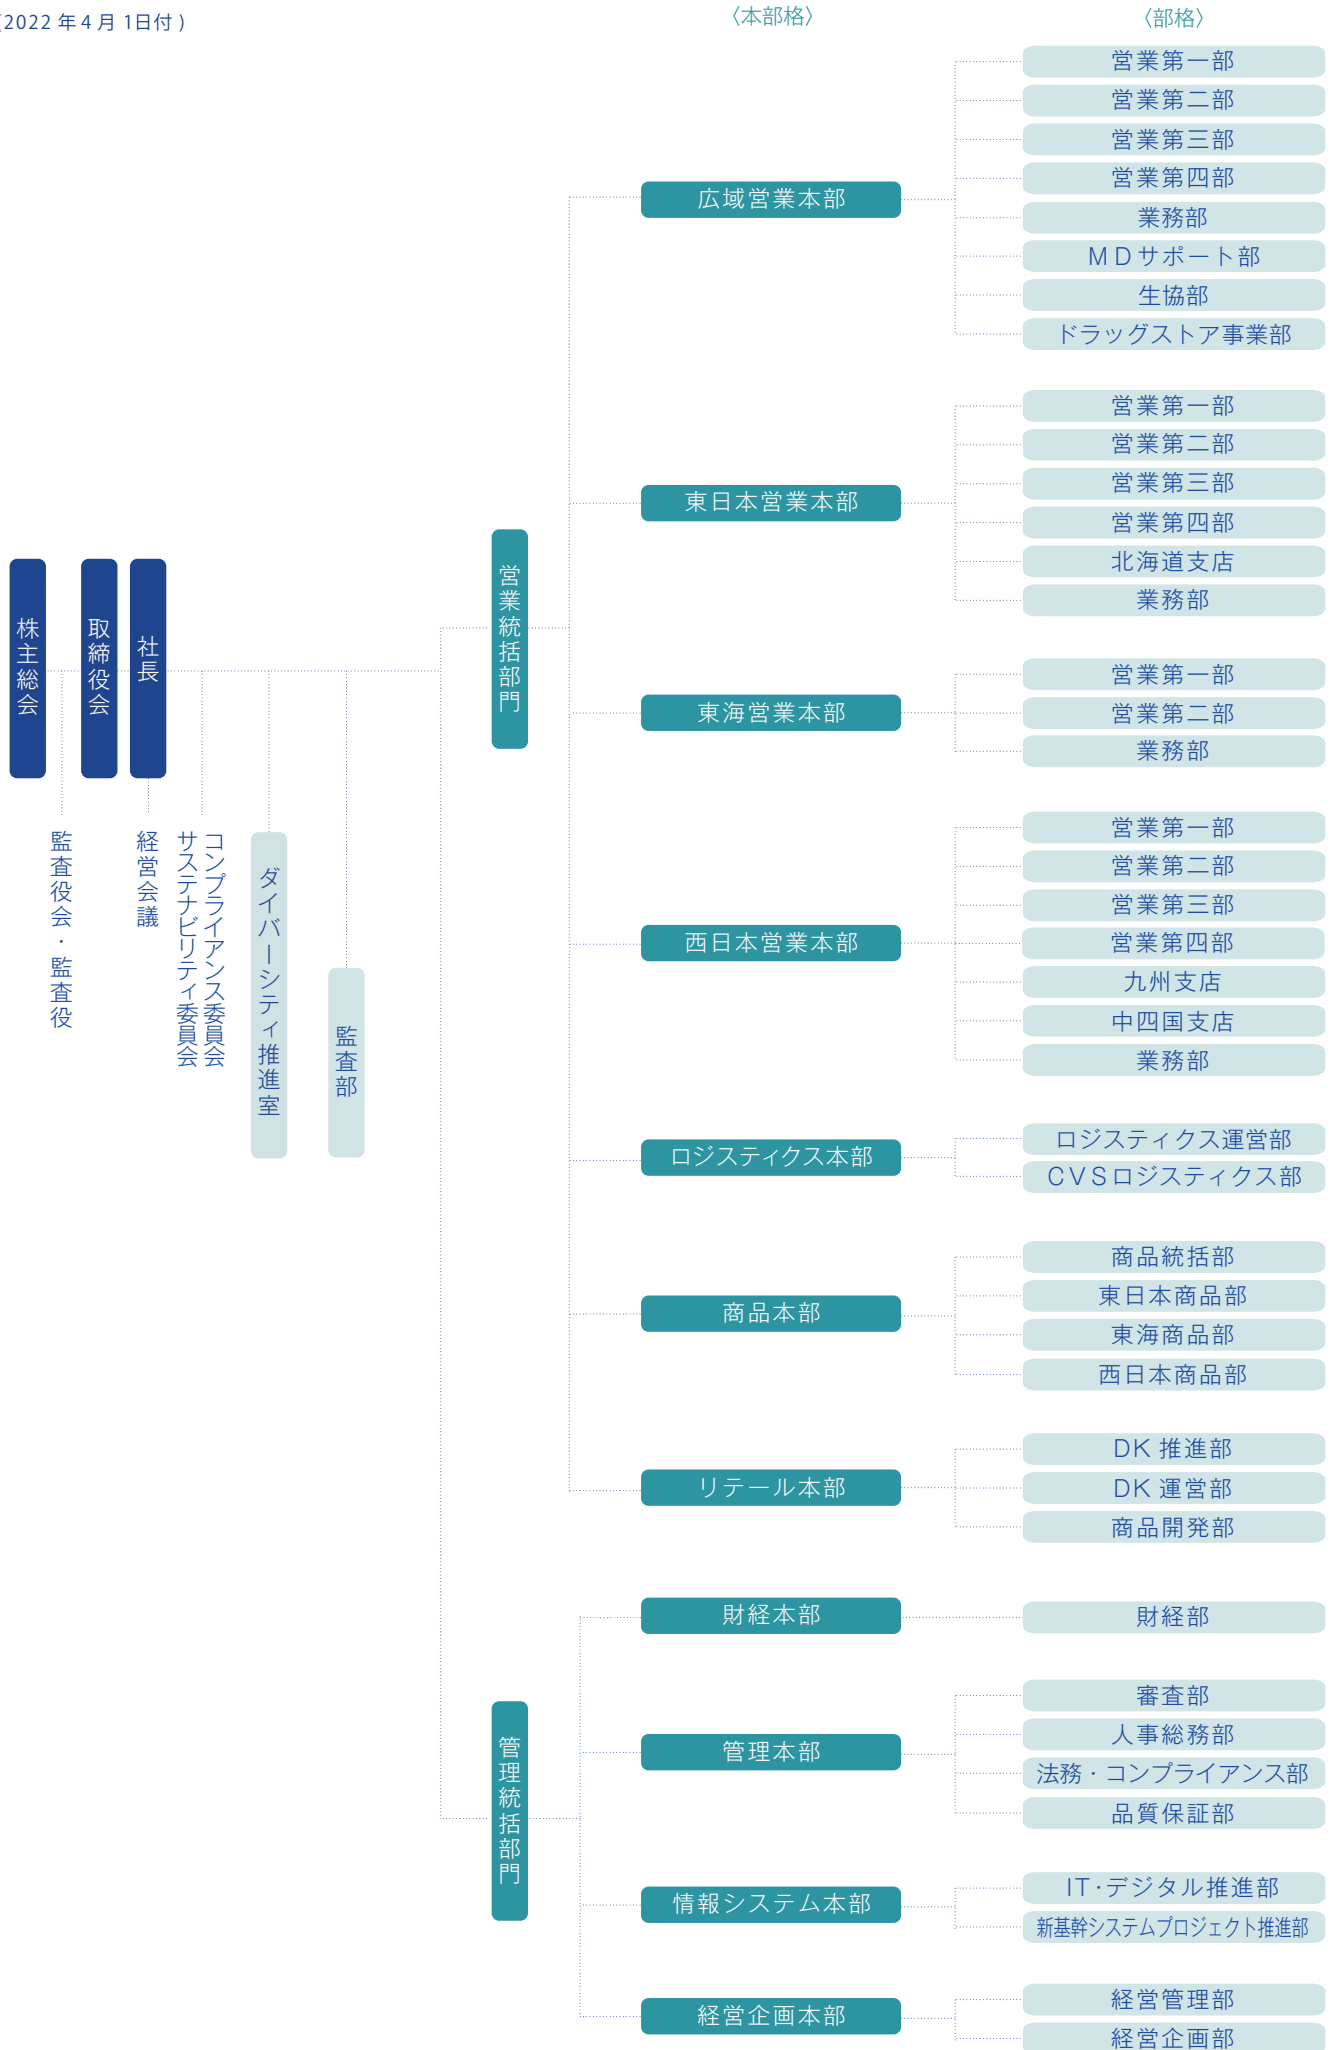 (2022 年 4 月 1日付 )
〈本部格〉
〈部格〉
株主総会
取締役会
社長
監査役会・監査役
経営会議
コンプライアンス委員会
サステナビリティ委員会
ダイバーシティ推進室
監査部
営業統括部門
広域営業本部
営業第一部
営業第二部
営業第三部
営業第四部
業務部
ＭＤサポート部
生協部
ドラッグストア事業部
東日本営業本部
営業第一部
営業第二部
営業第三部
営業第四部
北海道支店
業務部
東海営業本部
営業第一部
営業第二部
業務部
西日本営業本部
営業第一部
営業第二部
営業第三部
営業第四部
九州支店
中四国支店
業務部
ロジスティクス本部
ロジスティクス運営部
ＣＶＳロジスティクス部
商品本部
商品統括部
東日本商品部
東海商品部
西日本商品部
リテール本部
DK 推進部
DK 運営部
商品開発部
管理統括部門
財経本部
財経部
管理本部
審査部
人事総務部
法務・コンプライアンス部
品質保証部
情報システム本部
IT・デジタル推進部
新基幹システムプロジェクト推進部
経営企画本部
経営管理部
経営企画部